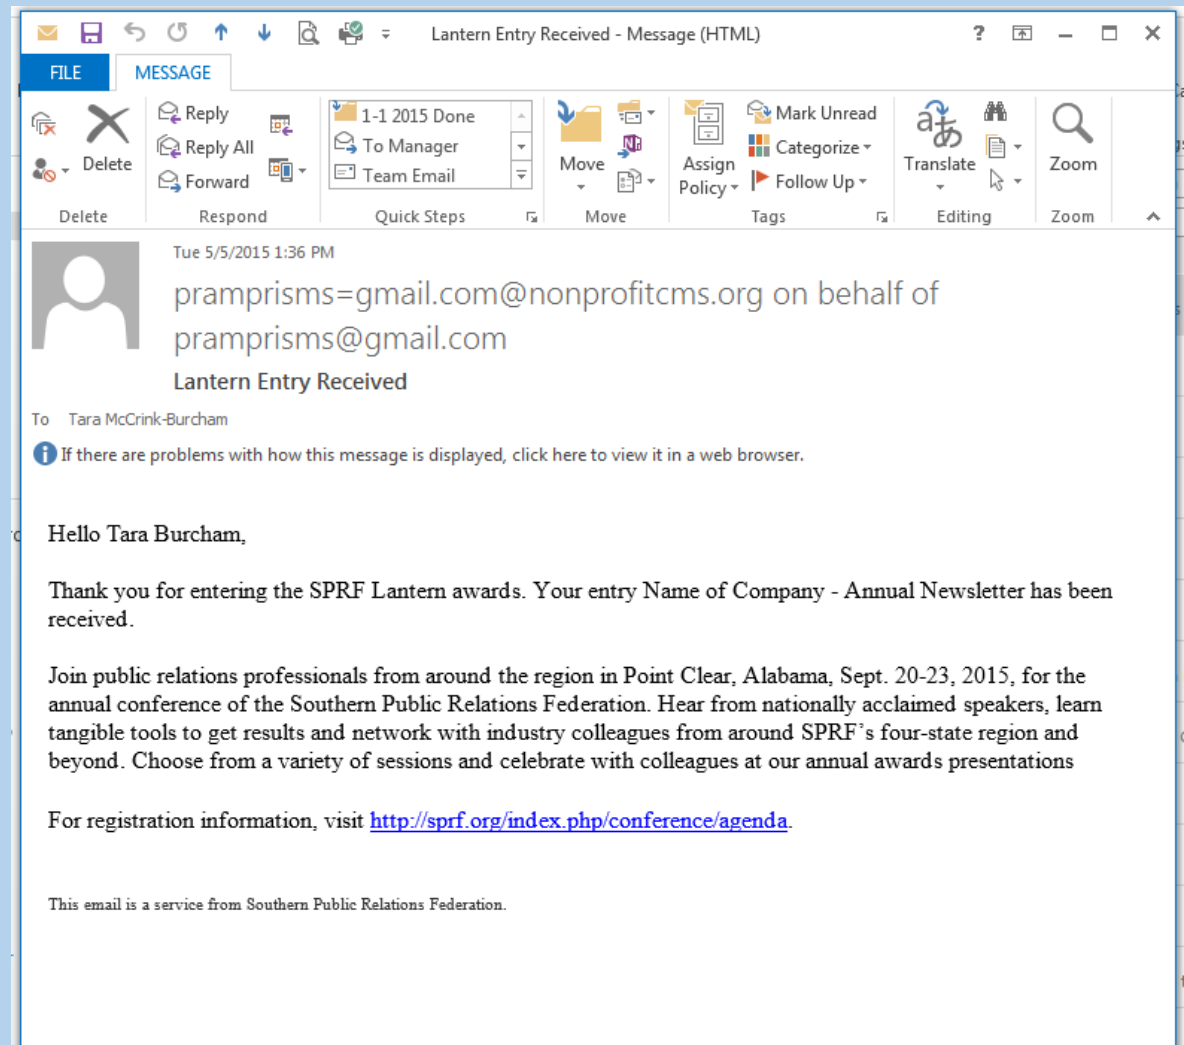 Lantern Entry Received - Message (HTML)
?
FILE
MESSAGE
Delete
Reply
Reply All
Forward
1-1 2015 Done
To Manager
Team Email
Move
Assign
Policy
Mark Unread
Categorize
Follow Up
Translate
Zoom
Delete
Respond
Quick Steps
Move
Tags
Editing
Zoom
Tue 5/5/2015 1:36 PM
pramprisms=gmail.com@nonprofitcms.org on behalf of
pramprisms@gmail.com
Lantern Entry Received
To Tara McCrink-Burcham
If there are problems with how this message is displayed, click here to view it in a web browser.
Hello Tara Burcham,
Thank you for entering the SPRF Lantern awards. Your entry Name of Company - Annual Newsletter has been
received.
Join public relations professionals from around the region in Point Clear, Alabama, Sept. 20-23, 2015, for the
annual conference of the Southern Public Relations Federation. Hear from nationally acclaimed speakers, learn
tangible tools to get results and network with industry colleagues from around SPRF’s four-state region and
beyond. Choose from a variety of sessions and celebrate with colleagues at our annual awards presentations
For registration information, visit http://sprf.org/index.php/conference/agenda.
This email is a service from Southern Public Relations Federation.